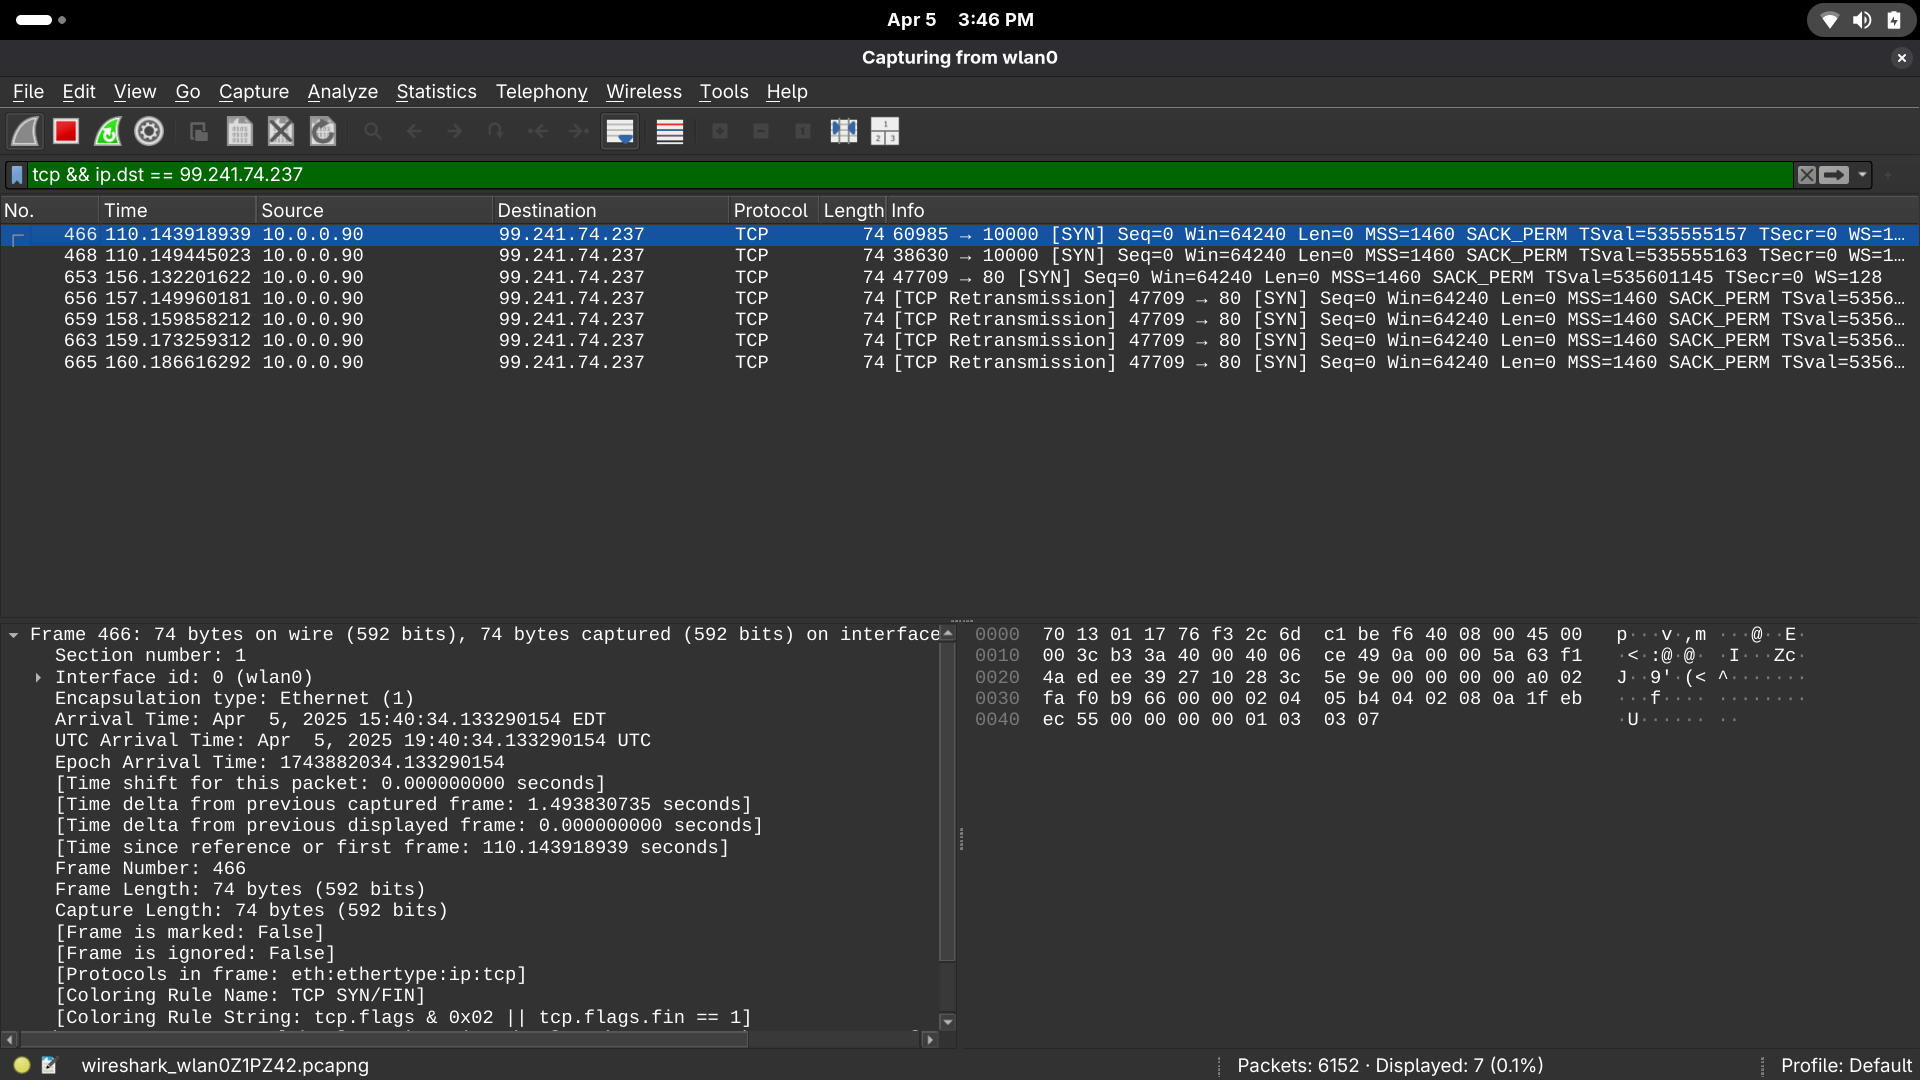 Apr 5 3:46 PM
Capturing from wlan0
File Edit View Go Capture Analyze Statistics Telephony Wireless Tools Help
tcp && ip.dst == 99.241.74.237
No. Time Source Destination Protocol Length Info
466 110.143918939 10.0.0.90 99.241.74.237 TCP 74 60985 → 10000 [SYN] Seq=0 Win=64240 Len=0 MSS=1460 SACK_PERM TSval=535555157 TSecr=0 WS=1…
468 110.149445023 10.0.0.90 99.241.74.237 TCP 74 38630 → 10000 [SYN] Seq=0 Win=64240 Len=0 MSS=1460 SACK_PERM TSval=535555163 TSecr=0 WS=1…
653 156.132201622 10.0.0.90 99.241.74.237 TCP 74 47709 → 80 [SYN] Seq=0 Win=64240 Len=0 MSS=1460 SACK_PERM TSval=535601145 TSecr=0 WS=128
656 157.149960181 10.0.0.90 99.241.74.237 TCP 74 [TCP Retransmission] 47709 → 80 [SYN] Seq=0 Win=64240 Len=0 MSS=1460 SACK_PERM TSval=5356…
659 158.159858212 10.0.0.90 99.241.74.237 TCP 74 [TCP Retransmission] 47709 → 80 [SYN] Seq=0 Win=64240 Len=0 MSS=1460 SACK_PERM TSval=5356…
663 159.173259312 10.0.0.90 99.241.74.237 TCP 74 [TCP Retransmission] 47709 → 80 [SYN] Seq=0 Win=64240 Len=0 MSS=1460 SACK_PERM TSval=5356…
665 160.186616292 10.0.0.90 99.241.74.237 TCP 74 [TCP Retransmission] 47709 → 80 [SYN] Seq=0 Win=64240 Len=0 MSS=1460 SACK_PERM TSval=5356…
Frame 466: 74 bytes on wire (592 bits), 74 bytes captured (592 bits) on interface
Section number: 1
Interface id: 0 (wlan0)
Encapsulation type: Ethernet (1)
Arrival Time: Apr  5, 2025 15:40:34.133290154 EDT
UTC Arrival Time: Apr  5, 2025 19:40:34.133290154 UTC
Epoch Arrival Time: 1743882034.133290154
[Time shift for this packet: 0.000000000 seconds]
[Time delta from previous captured frame: 1.493830735 seconds]
[Time delta from previous displayed frame: 0.000000000 seconds]
[Time since reference or first frame: 110.143918939 seconds]
Frame Number: 466
Frame Length: 74 bytes (592 bits)
Capture Length: 74 bytes (592 bits)
[Frame is marked: False]
[Frame is ignored: False]
[Protocols in frame: eth:ethertype:ip:tcp]
[Coloring Rule Name: TCP SYN/FIN]
[Coloring Rule String: tcp.flags & 0x02 || tcp.flags.fin == 1]
0000 70 13 01 17 76 f3 2c 6d c1 be f6 40 08 00 45 00 p···v·,m ···@··E·
0010 00 3c b3 3a 40 00 40 06 ce 49 0a 00 00 5a 63 f1 ·<·:@·@· ·I···Zc·
0020 4a ed ee 39 27 10 28 3c 5e 9e 00 00 00 00 a0 02 J··9'·(< ^·······
0030 fa f0 b9 66 00 00 02 04 05 b4 04 02 08 0a 1f eb ···f···· ········
0040 ec 55 00 00 00 00 01 03 03 07 ·U······ ··
wireshark_wlan0Z1PZ42.pcapng
Packets: 6152 · Displayed: 7 (0.1%)
Profile: Default